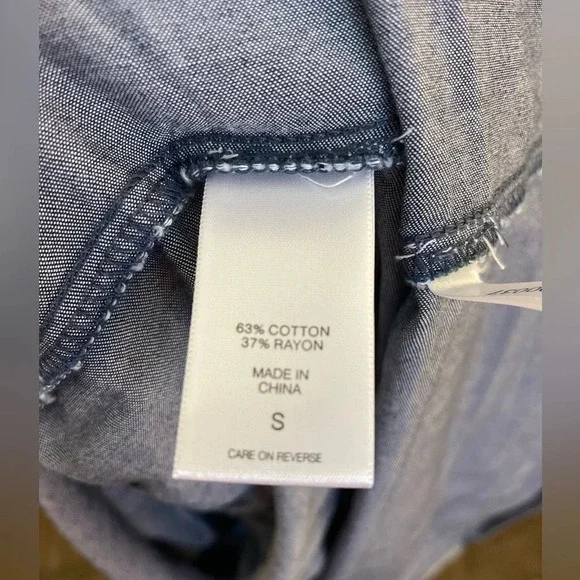 63% COTTON
37% RAYON
MADE IN
CHINA
S
CARE ON REVERSE